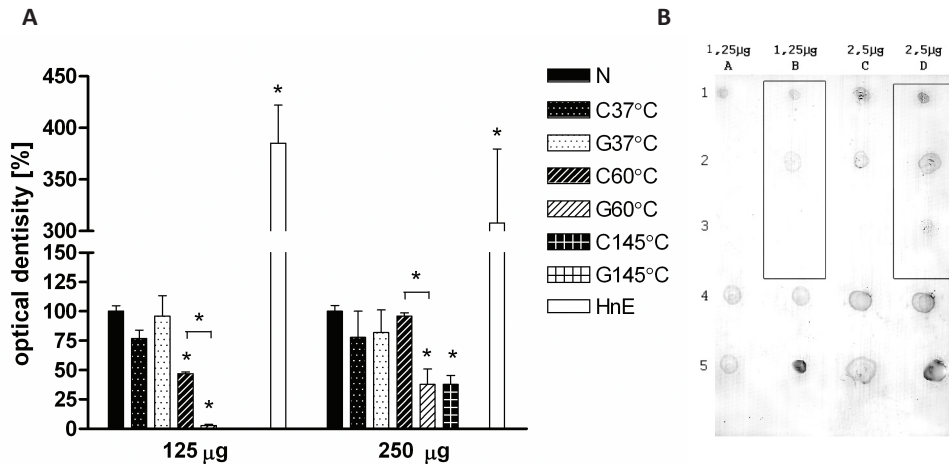 A
optical dentisity [%]
450
400
350
300
150
125
100
75
50
25
0
*
*
*
*
*
*
*
*
125 µg
250 µg
N
C37°C
G37°C
C60°C
G60°C
C145°C
G145°C
HnE
B
1,25µg 1,25µg 2,5µg 2,5µg
A B C D
1
2
3
4
5